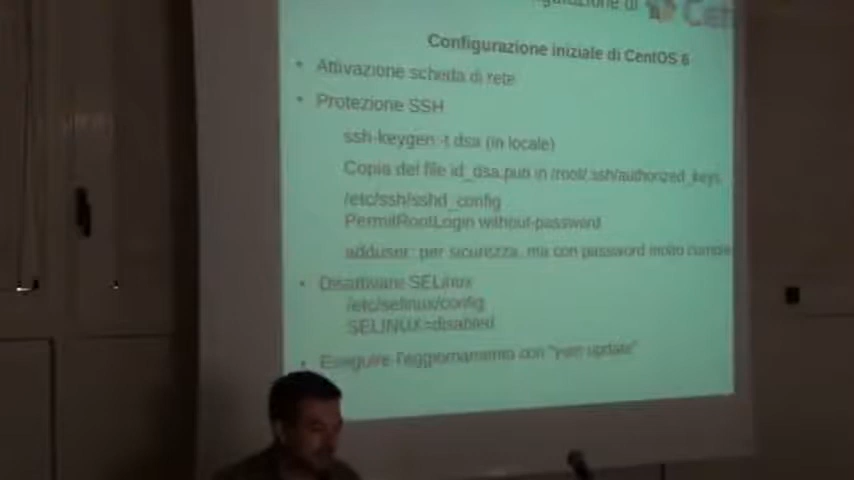 di Cen
Configurazione iniziale di CentOS 6
• Attivazione scheda di rete
• Protezione SSH
ssh-keygen -t dsa (in locale)
Copia del file id_dsa.pub in /root/.ssh/authorized_keys
/etc/ssh/sshd_config
PermitRootLogin without-password
adduser: per sicurezza, ma con password molto
• Disattivare SELinux
/etc/selinux/config
SELINUX=disabled
• Eseguire l'aggiornamento con "yum update"